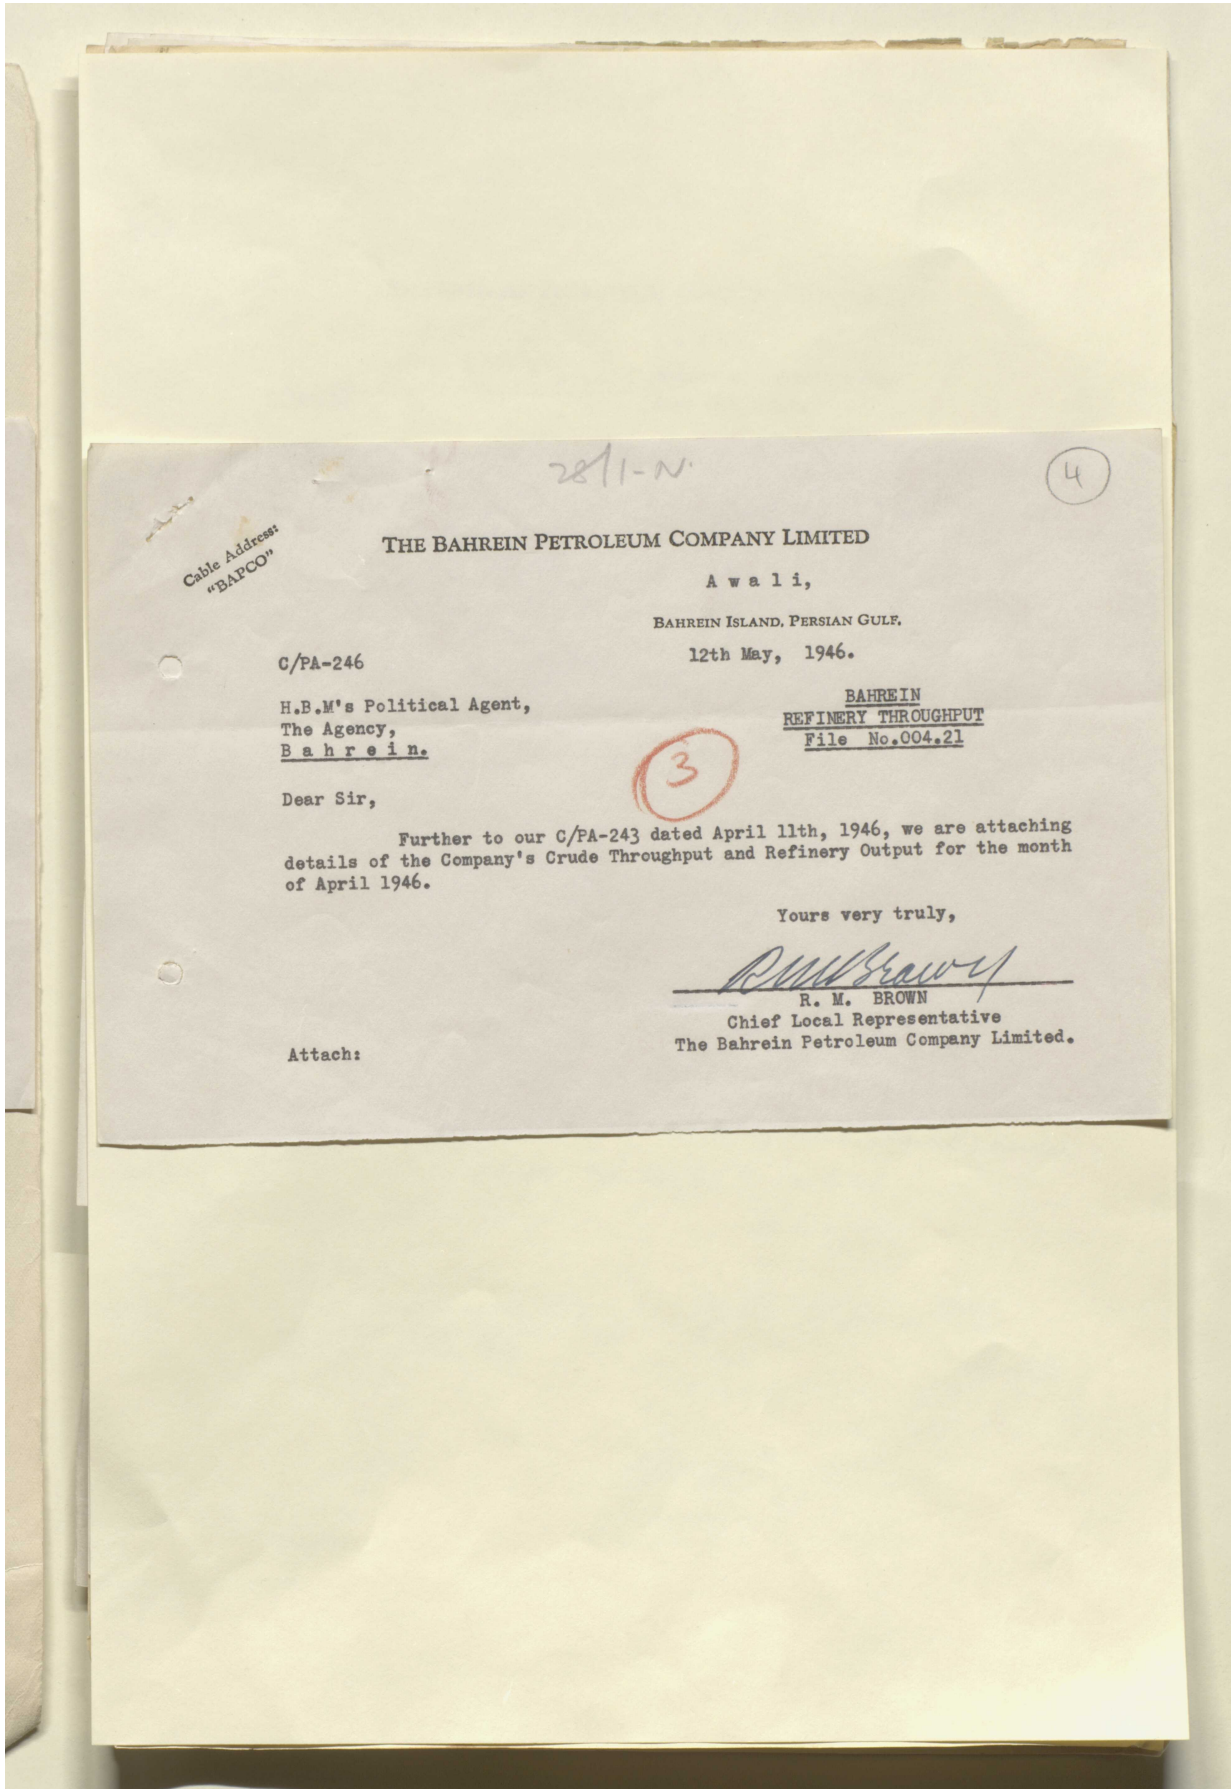 28/1-N.
4
Cable Address:
"BAPCO"
THE BAHREIN PETROLEUM COMPANY LIMITED
A w a l i,
BAHREIN ISLAND, PERSIAN GULF.
12th May, 1946.
C/PA-246
H.B.M's Political Agent,
The Agency,
B a h r e i n.
BAHREIN
REFINERY THROUGHPUT
File No.004.21
3
Dear Sir,
Further to our C/PA-243 dated April 11th, 1946, we are attaching
details of the Company's Crude Throughput and Refinery Output for the month
of April 1946.
Yours very truly,
RMBrown
R. M. BROWN
Chief Local Representative
The Bahrein Petroleum Company Limited.
Attach: